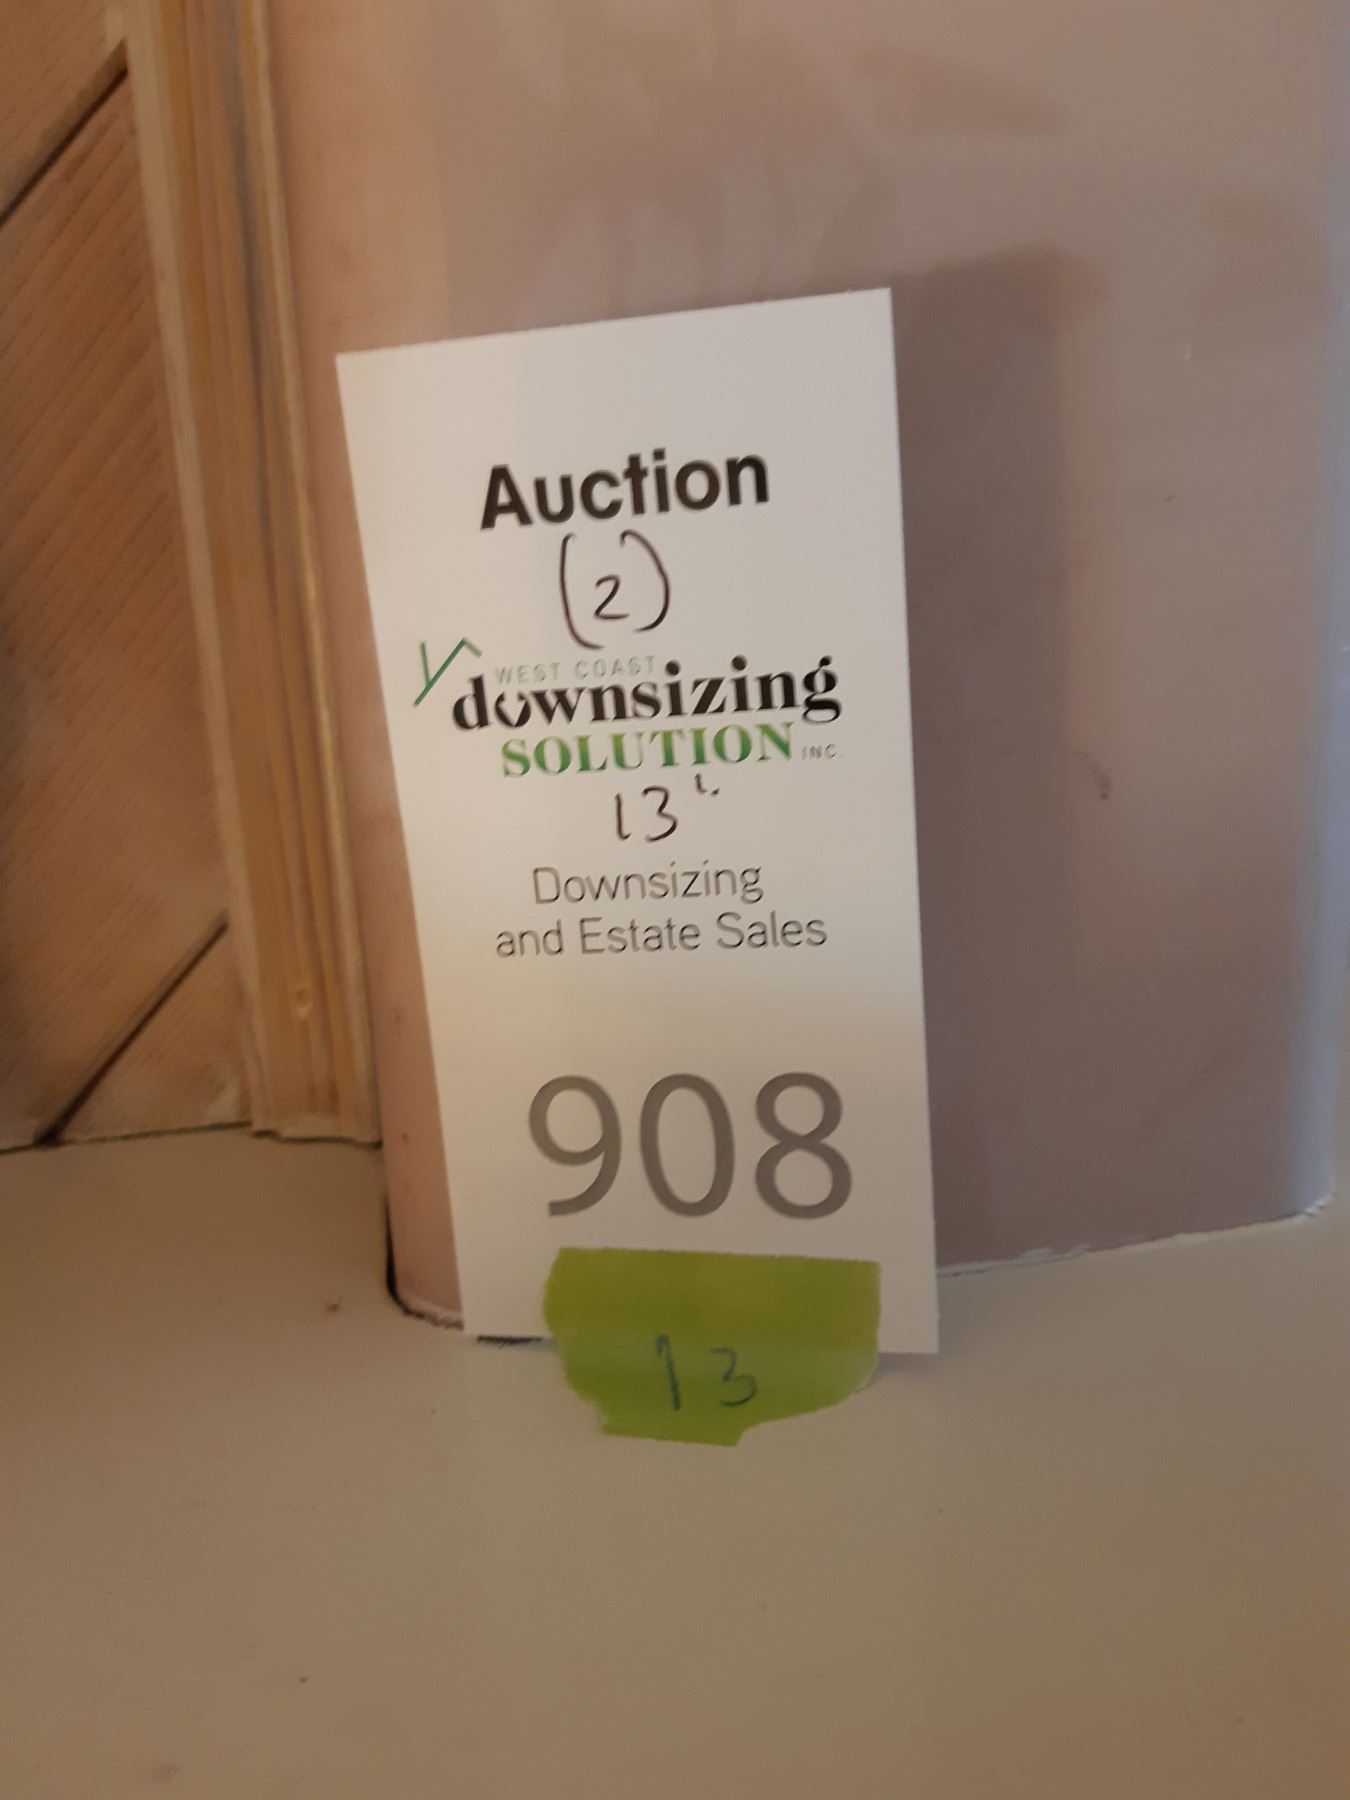 Auction
(2)
WEST COAST
downsizing
SOLUTION INC.
13"
Downsizing
and Estate Sales
908
13